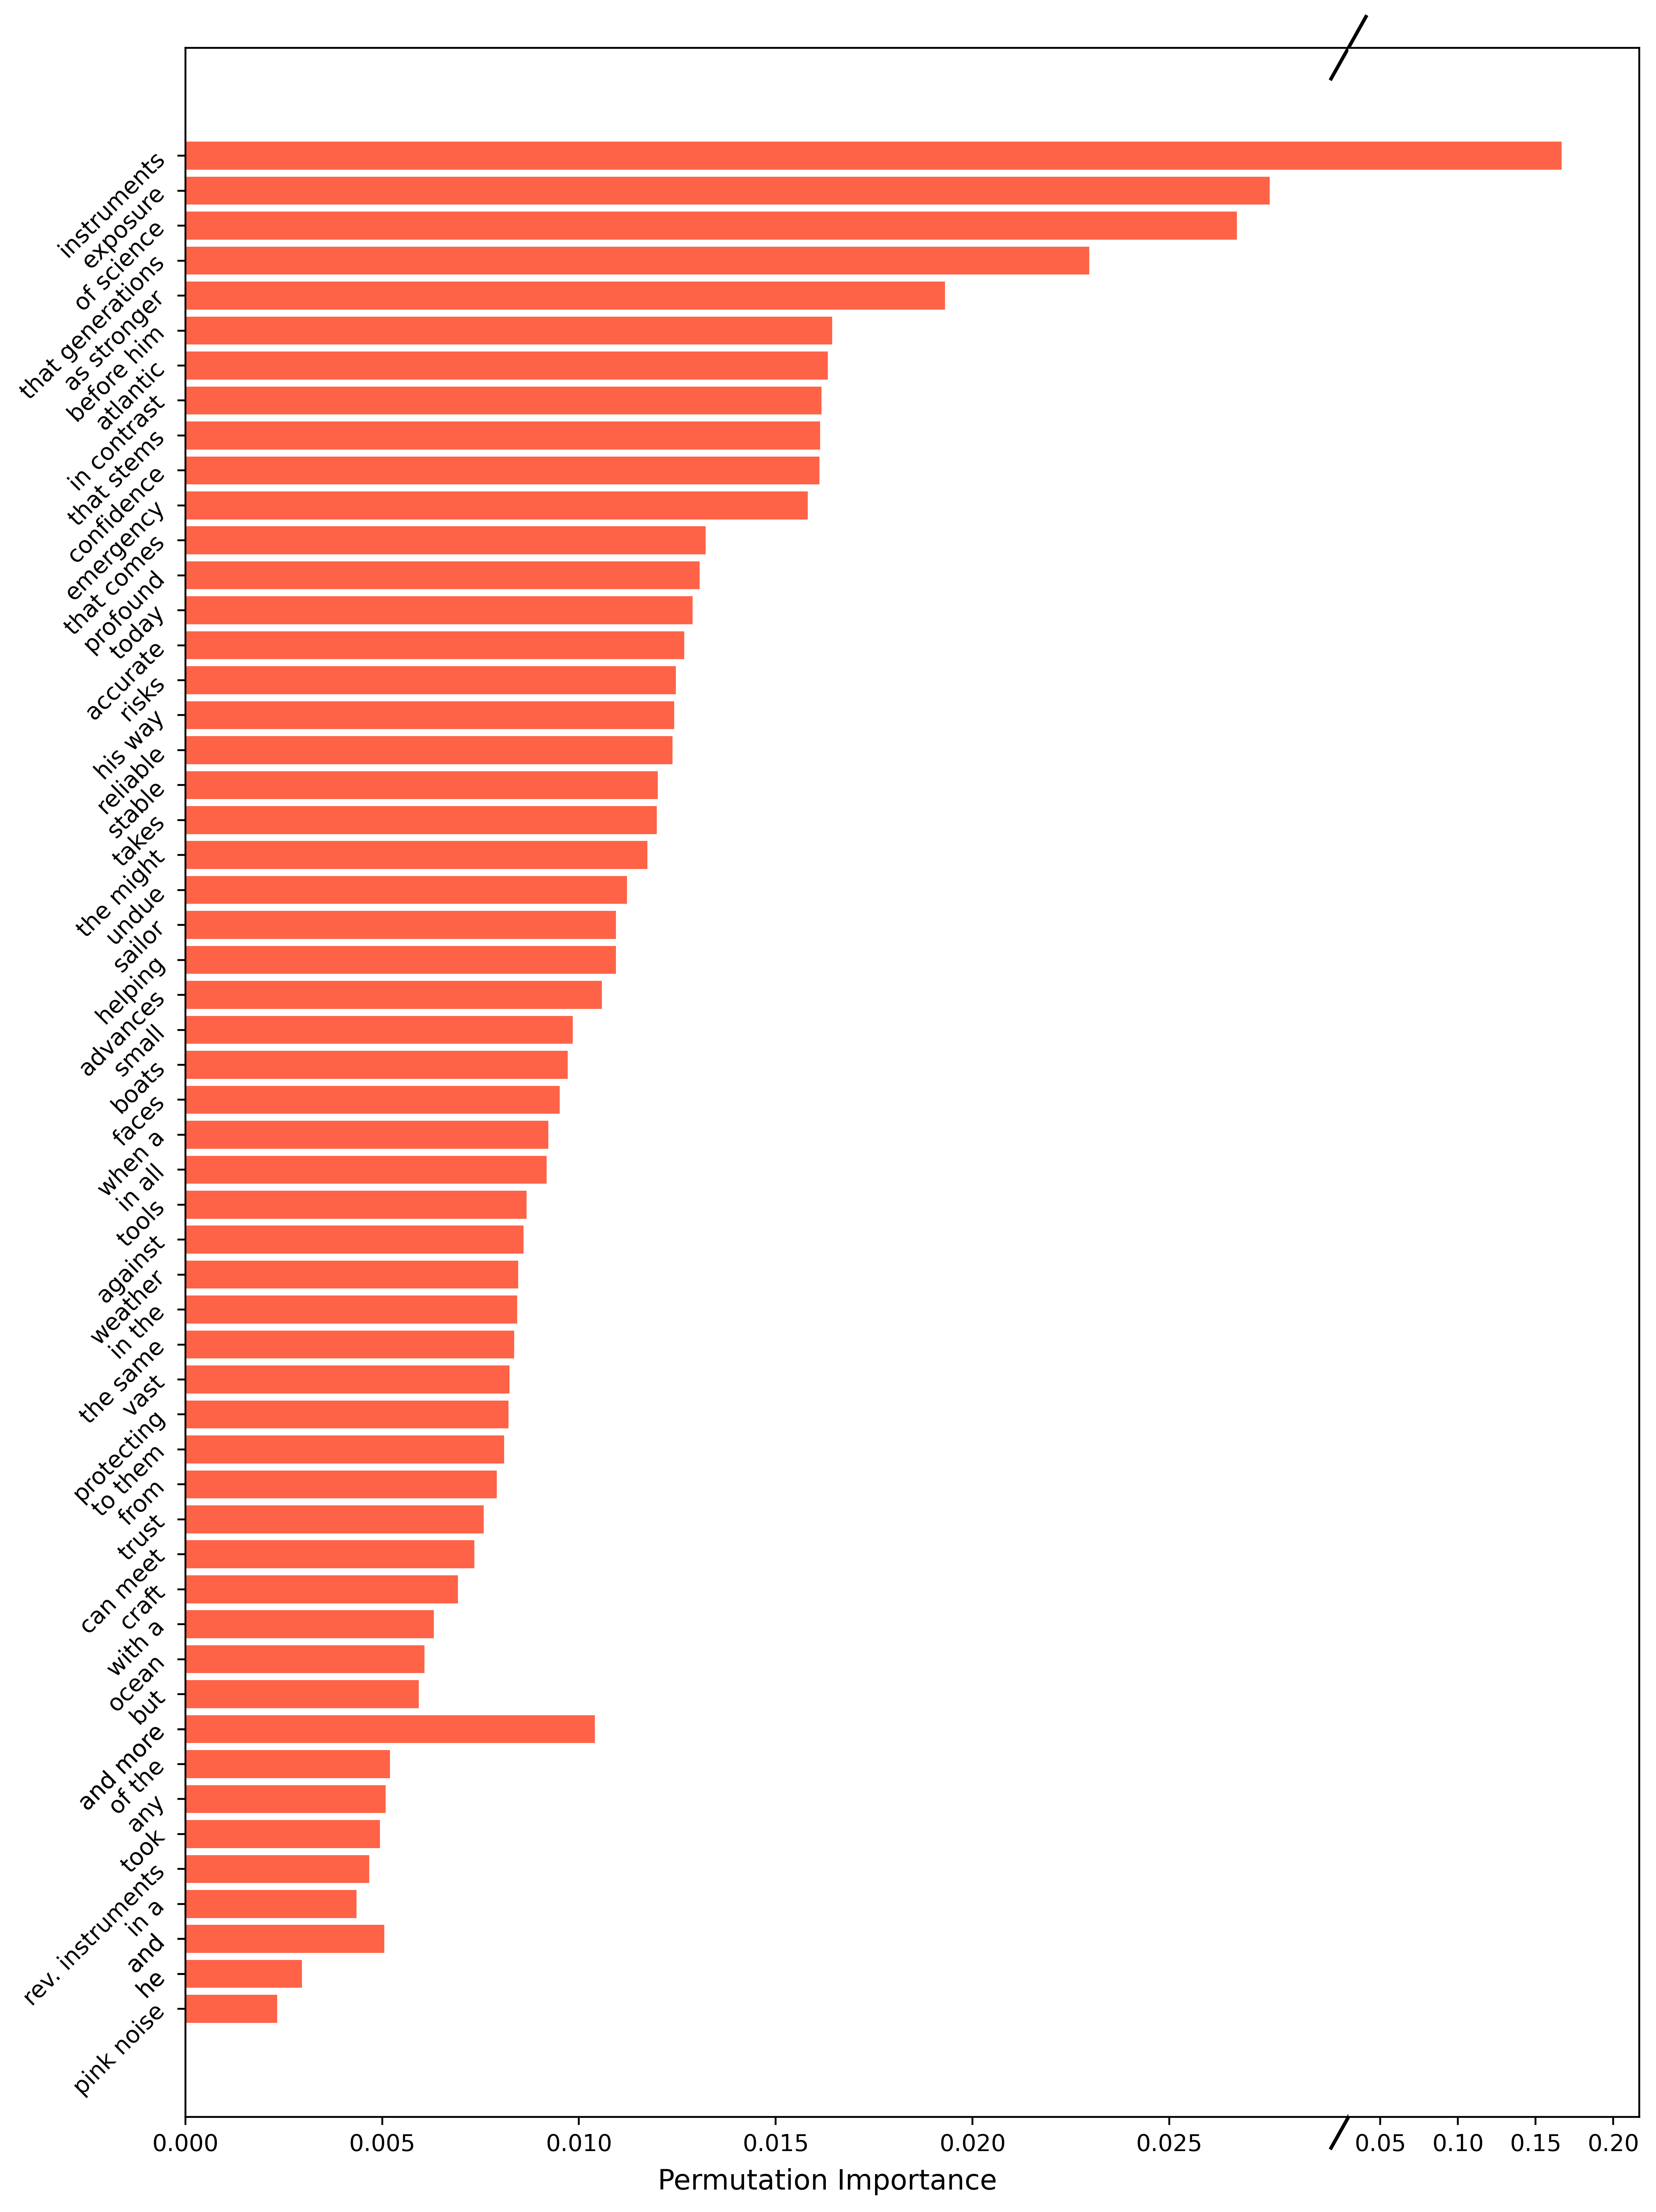 instruments
exposure
of science
that generations
as stronger
before him
atlantic
in contrast
that stems
confidence
emergency
that comes
profound
today
accurate
risks
his way
reliable
stable
takes
the might
undue
sailor
helping
advances
small
boats
faces
when a
in all
tools
against
weather
in the
the same
vast
protecting
to them
from
trust
can meet
craft
with a
ocean
but
and more
of the
any
took
rev. instruments
in a
and
he
pink noise
0.000 0.005 0.010 0.015 0.020 0.025 0.05 0.10 0.15 0.20
Permutation Importance